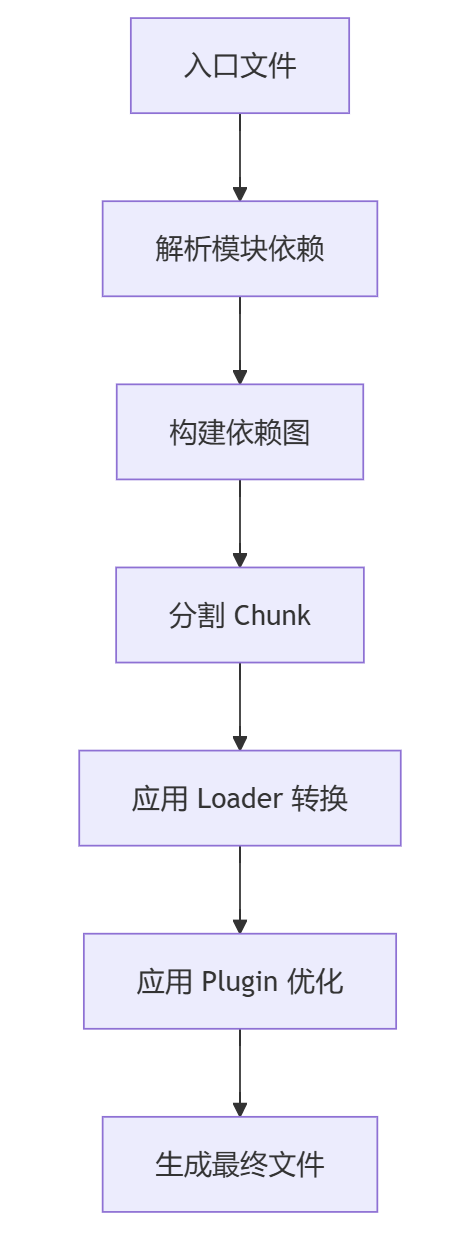 入口文件
解析模块依赖
构建依赖图
分割 Chunk
应用 Loader 转换
应用 Plugin 优化
生成最终文件